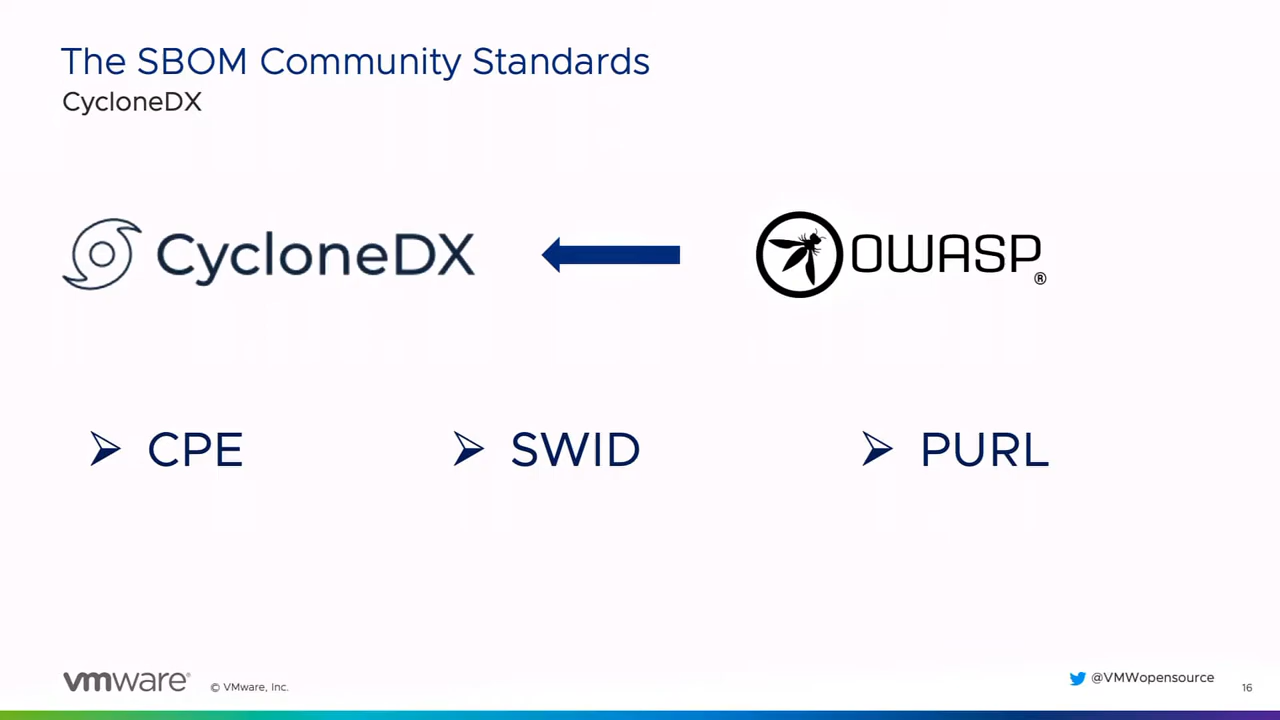 The SBOM Community Standards
CycloneDX
CycloneDX
OWASP®
➢ CPE
➢ SWID
➢ PURL
vmware®
© VMware, Inc.
@VMWopensource
16